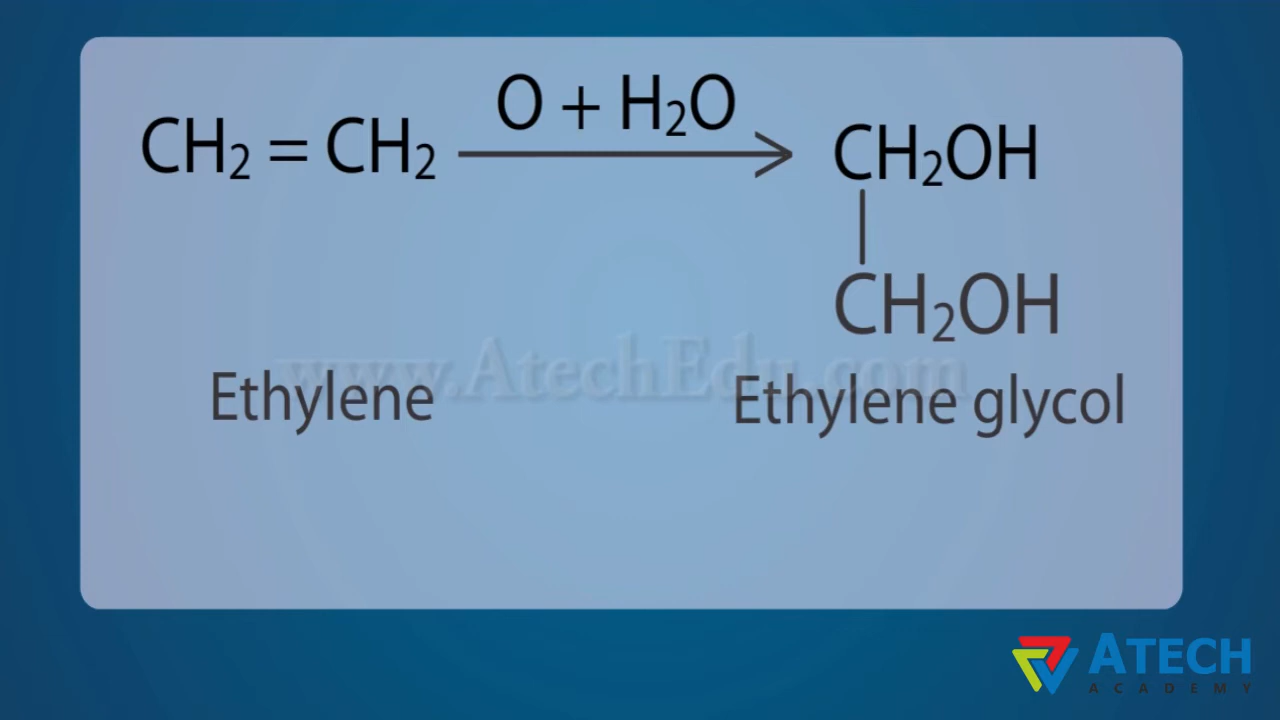 O + H₂O
CH₂ = CH₂ CH₂OH
CH₂OH
www.AtechEdu.com
Ethylene Ethylene glycol
ATECH
ACADEMY